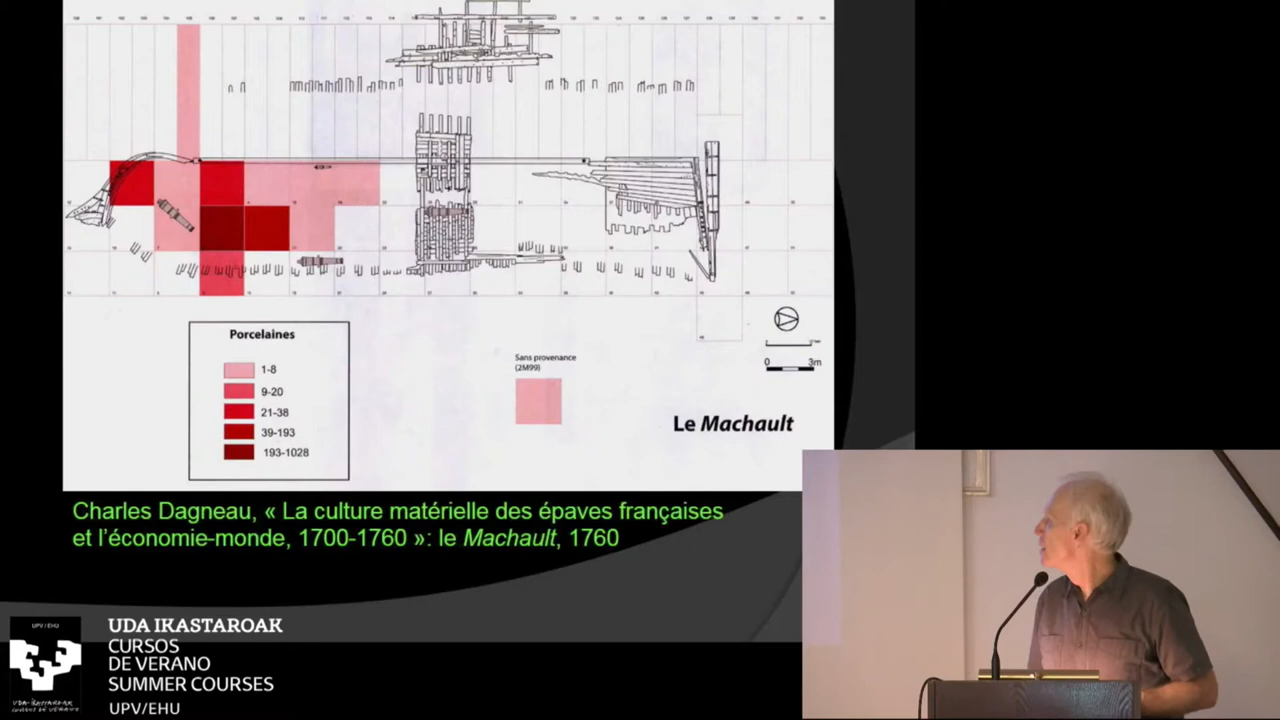 Porcelaines
1-8
9-20
21-38
39-193
193-1028
Sans provenance
(2M99)
0 3m
Le Machault
Charles Dagneau, « La culture matérielle des épaves françaises
et l'économie-monde, 1700-1760 »: le Machault, 1760
UPV/EHU
UDA IKASTAROAK
CURSOS
DE VERANO
SUMMER COURSES
UPV/EHU